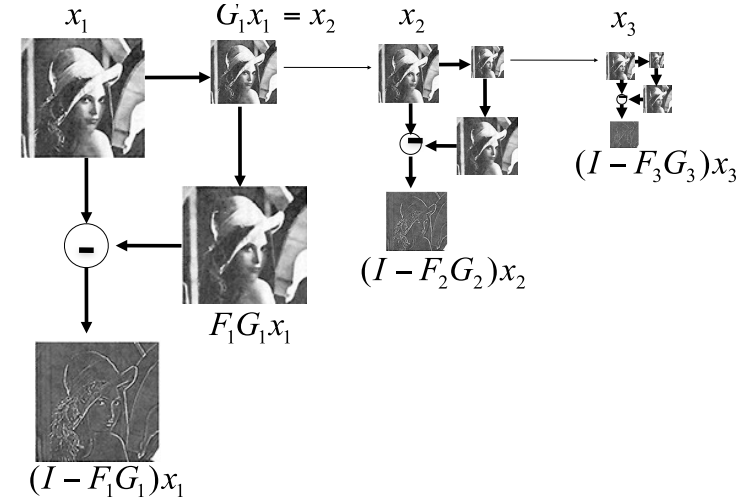 x₁ G₁x₁ = x₂ x₂ x₃
(I − F₃G₃)x₃
(I − F₂G₂)x₂
F₁G₁x₁
(I − F₁G₁)x₁